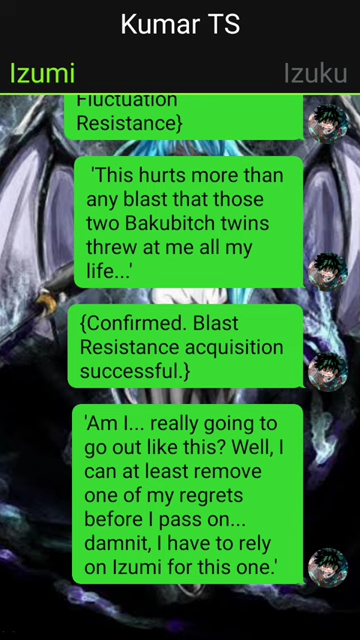 Kumar TS
Izumi
Izuku
Fluctuation
Resistance}
'This hurts more than
any blast that those
two Bakubitch twins
threw at me all my
life...'
{Confirmed. Blast
Resistance acquisition
successful.}
'Am I... really going to
go out like this? Well, I
can at least remove
one of my regrets
before I pass on...
damnit, I have to rely
on Izumi for this one.'